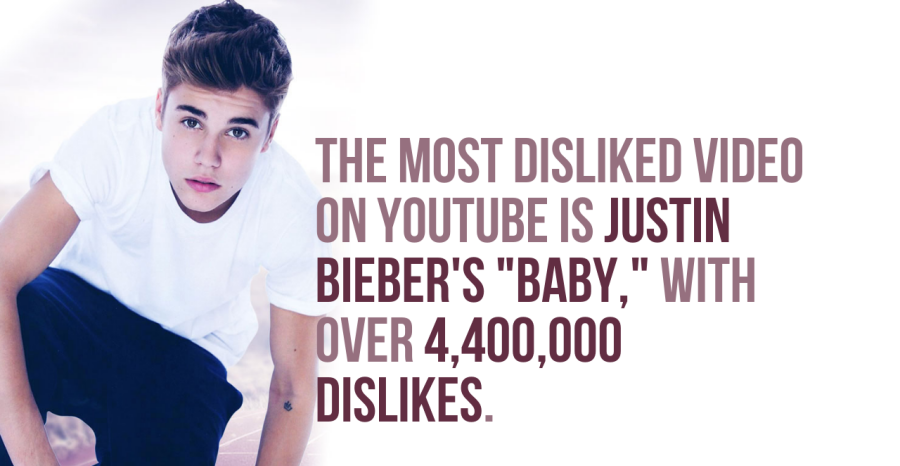 THE MOST DISLIKED VIDEO
ON YOUTUBE IS JUSTIN
BIEBER'S "BABY," WITH
OVER 4,400,000
DISLIKES.